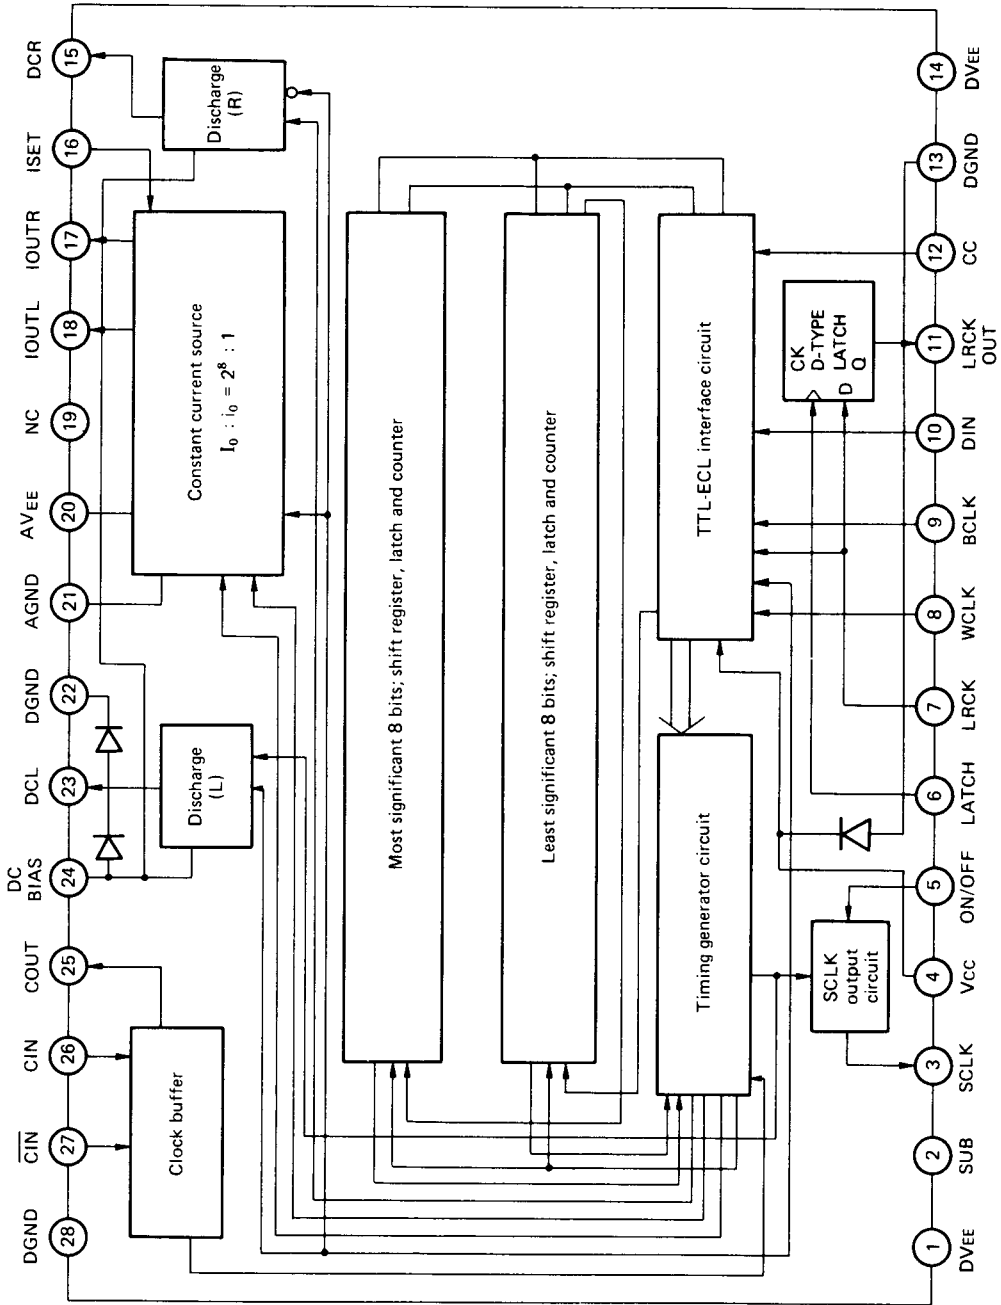 DGND
28
CIN
27
CIN
26
COUT
25
DC
BIAS
24
DCL
23
DGND
22
AGND
21
AVEE
20
NC
19
IOUTL
18
IOUTR
17
ISET
16
DCR
15
Clock buffer
Discharge
(L)
Constant current source
I₀ : i₀ = 2⁸ : 1
Discharge
(R)
Most significant 8 bits; shift register, latch and counter
Least significant 8 bits; shift register, latch and counter
Timing generator circuit
TTL-ECL interface circuit
SCLK
output
circuit
CK
D-TYPE
D LATCH
Q
1
DVEE
2
SUB
3
SCLK
4
VCC
5
ON/OFF
6
LATCH
7
LRCK
8
WCLK
9
BCLK
10
DIN
11
LRCK
OUT
12
CC
13
DGND
14
DVEE